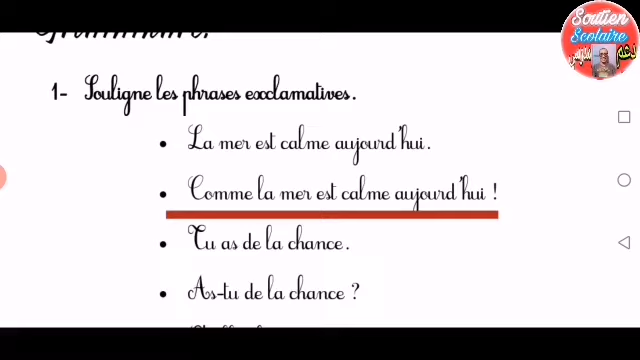 Grammaire.
Soutien
Scolaire
1- Souligne les phrases exclamatives.
• La mer est calme aujourd'hui.
• Comme la mer est calme aujourd'hui !
• Tu as de la chance.
• As-tu de la chance ?